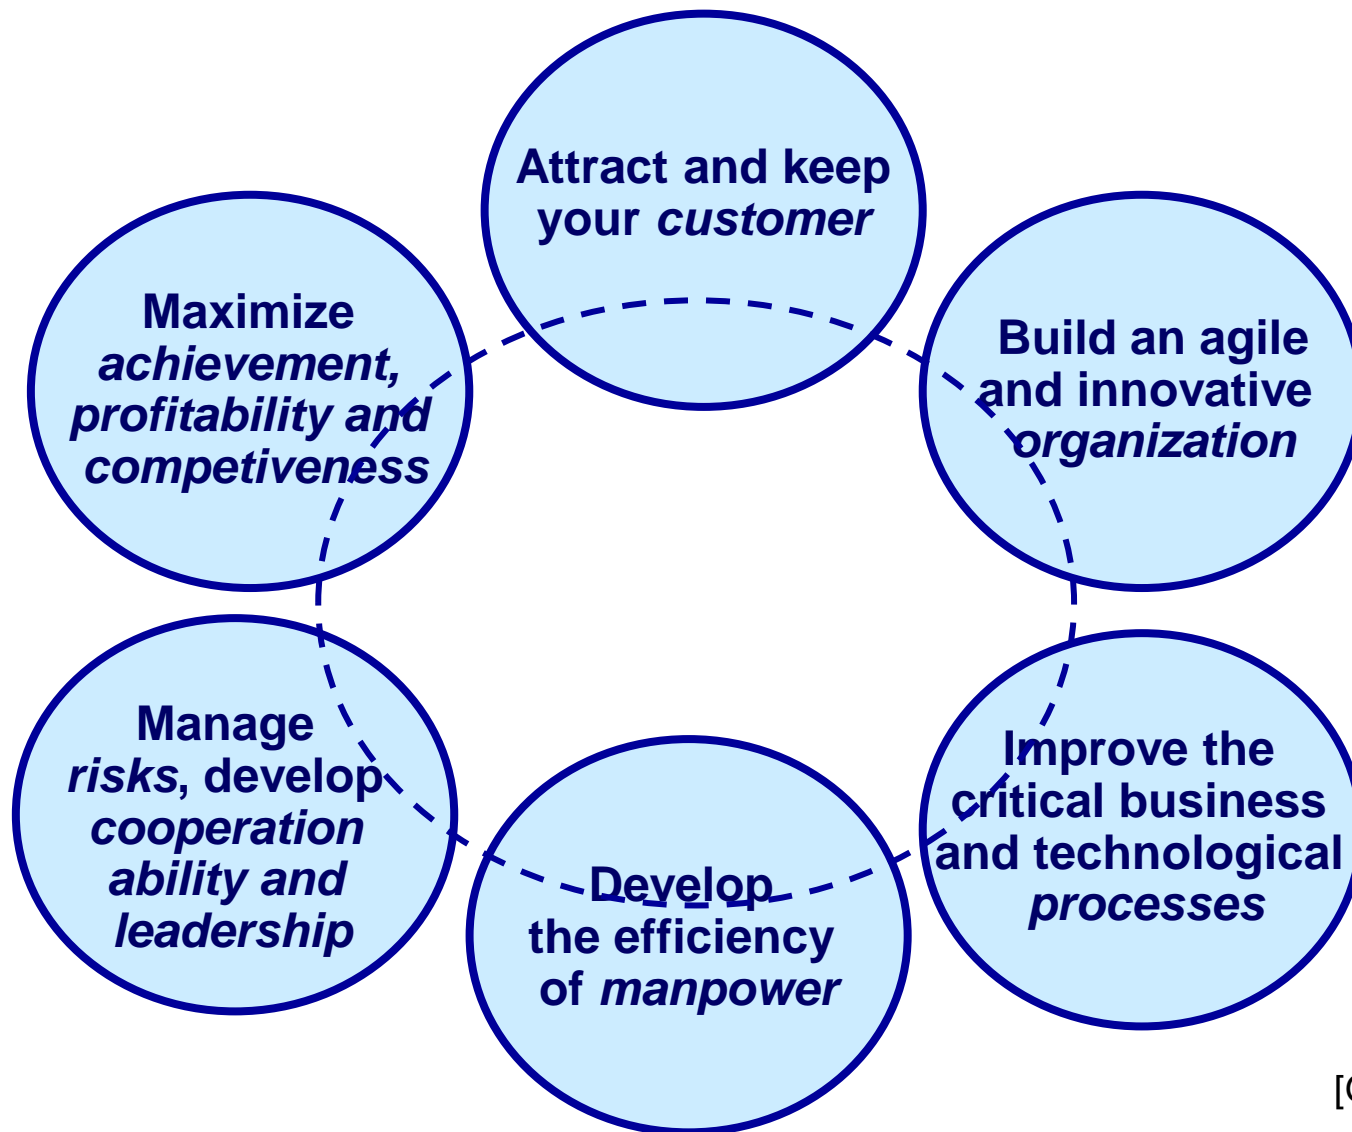 Attract and keep
your customer
Build an agile
and innovative
organization
Improve the
critical business
and technological
processes
Develop
the efficiency
of manpower
Manage
risks, develop
cooperation
ability and
leadership
Maximize
achievement,
profitability and
competiveness